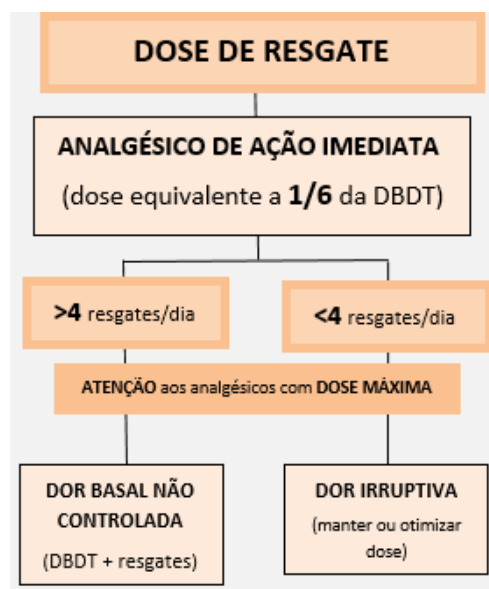 DOSE DE RESGATE
ANALGÉSICO DE AÇÃO IMEDIATA
(dose equivalente a 1/6 da DBDT)
>4 resgates/dia
<4 resgates/dia
ATENÇÃO aos analgésicos com DOSE MÁXIMA
DOR BASAL NÃO
CONTROLADA
(DBDT + resgates)
DOR IRRUPTIVA
(manter ou otimizar
dose)